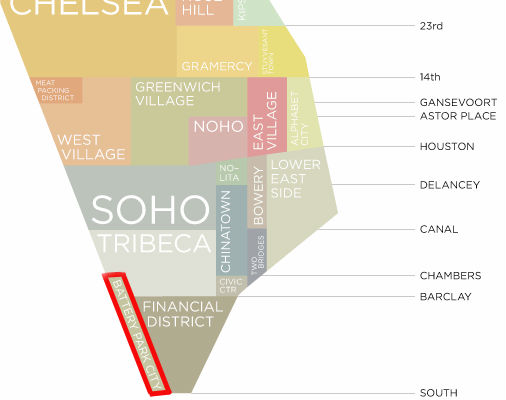 CHELSEA
ROSE
HILL
KIPS
23rd
GRAMERCY
STUYVESANT
TOWN
14th
MEAT
PACKING
DISTRICT
GREENWICH
VILLAGE
GANSEVOORT
ASTOR PLACE
WEST
VILLAGE
NOHO
EAST
VILLAGE
ALPHABET
CITY
HOUSTON
NO-
LITA
BOWERY
LOWER
EAST
SIDE
DELANCEY
SOHO
CHINATOWN
CANAL
TRIBECA
TWO
BRIDGES
CHAMBERS
CIVIC
CTR
BARCLAY
BATTERY PARK CITY
FINANCIAL
DISTRICT
SOUTH